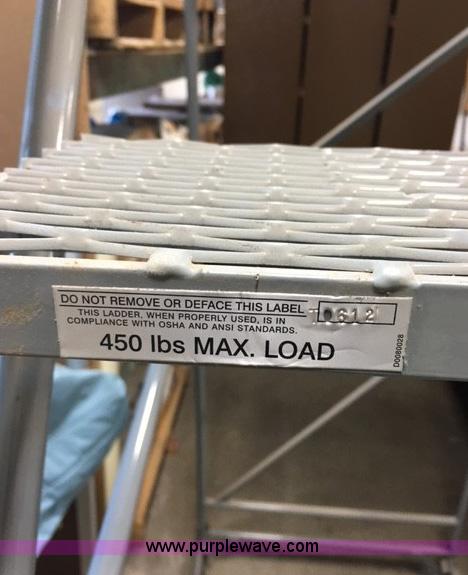 DO NOT REMOVE OR DEFACE THIS LABEL
THIS LADDER, WHEN PROPERLY USED, IS IN
COMPLIANCE WITH OSHA AND ANSI STANDARDS.
450 lbs MAX. LOAD
D0080028
www.purplewave.com